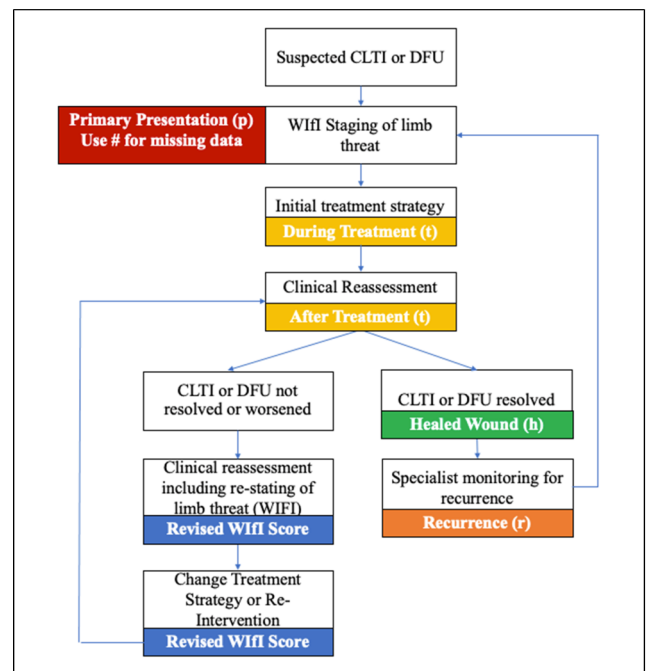 Suspected CLTI or DFU
Primary Presentation (p)
Use # for missing data
WIfI Staging of limb
threat
Initial treatment strategy
During Treatment (t)
Clinical Reassessment
After Treatment (t)
CLTI or DFU not
resolved or worsened
CLTI or DFU resolved
Healed Wound (h)
Clinical reassessment
including re-stating of
limb threat (WIFI)
Revised WIfI Score
Specialist monitoring for
recurrence
Recurrence (r)
Change Treatment
Strategy or Re-
Intervention
Revised WIfI Score